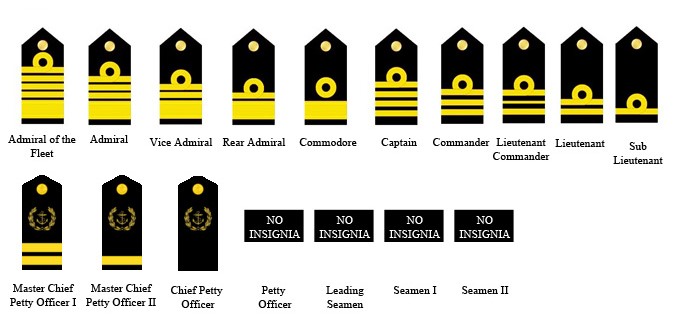 Admiral of the
Fleet
Admiral
Vice Admiral
Rear Admiral
Commodore
Captain
Commander
Lieutenant
Commander
Lieutenant
Sub
Lieutenant
NO
INSIGNIA
NO
INSIGNIA
NO
INSIGNIA
NO
INSIGNIA
Master Chief
Petty Officer I
Master Chief
Petty Officer II
Chief Petty
Officer
Petty
Officer
Leading
Seamen
Seamen I
Seamen II